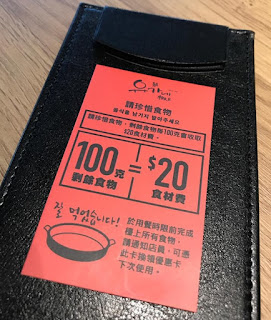 請珍惜食物
음식을 남기지 말아주세요
請珍惜食物，剩餘食物每100克會收取
$20食材費。
100克 = $20
剩餘食物 食材費
잘 먹었습니다!
於用餐時限前完成
檯上所有食物，
請通知店員，可憑
此卡換領優惠卡
下次使用。